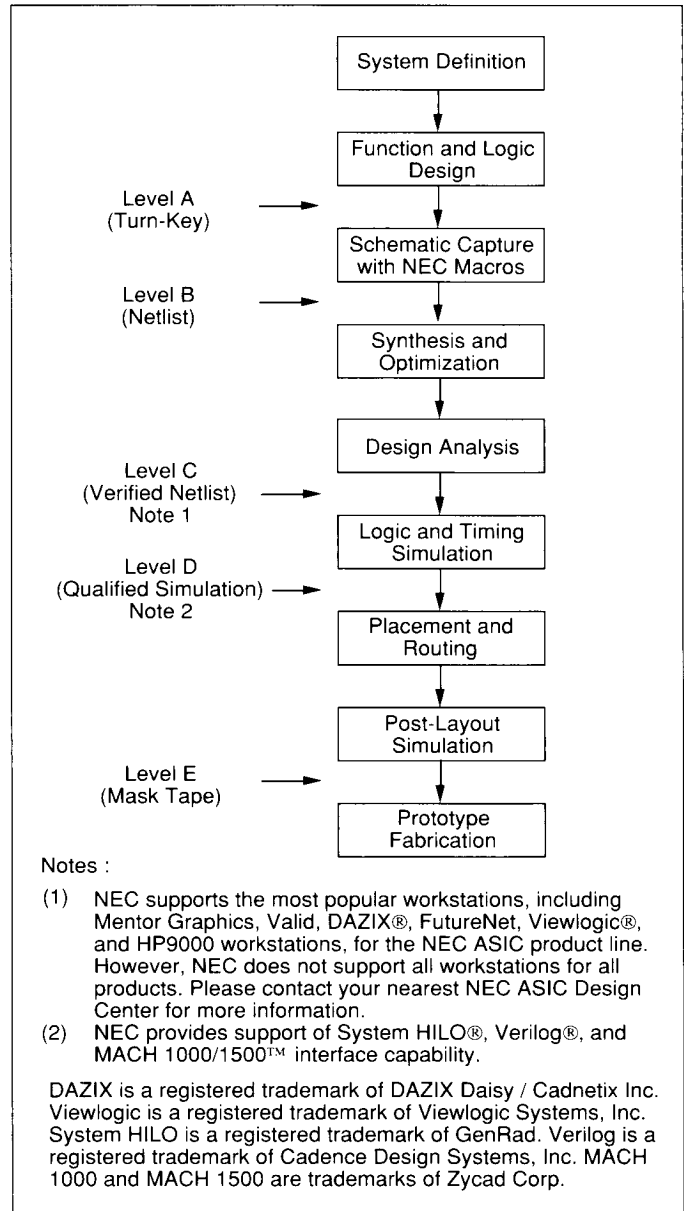 System Definition
Function and Logic
Design
Level A
(Turn-Key)
Schematic Capture
with NEC Macros
Level B
(Netlist)
Synthesis and
Optimization
Design Analysis
Level C
(Verified Netlist)
Note 1
Logic and Timing
Simulation
Level D
(Qualified Simulation)
Note 2
Placement and
Routing
Post-Layout
Simulation
Level E
(Mask Tape)
Prototype
Fabrication
Notes :
(1) NEC supports the most popular workstations, including
Mentor Graphics, Valid, DAZIX®, FutureNet, Viewlogic®,
and HP9000 workstations, for the NEC ASIC product line.
However, NEC does not support all workstations for all
products. Please contact your nearest NEC ASIC Design
Center for more information.
(2) NEC provides support of System HILO®, Verilog®, and
MACH 1000/1500™ interface capability.
DAZIX is a registered trademark of DAZIX Daisy / Cadnetix Inc.
Viewlogic is a registered trademark of Viewlogic Systems, Inc.
System HILO is a registered trademark of GenRad. Verilog is a
registered trademark of Cadence Design Systems, Inc. MACH
1000 and MACH 1500 are trademarks of Zycad Corp.